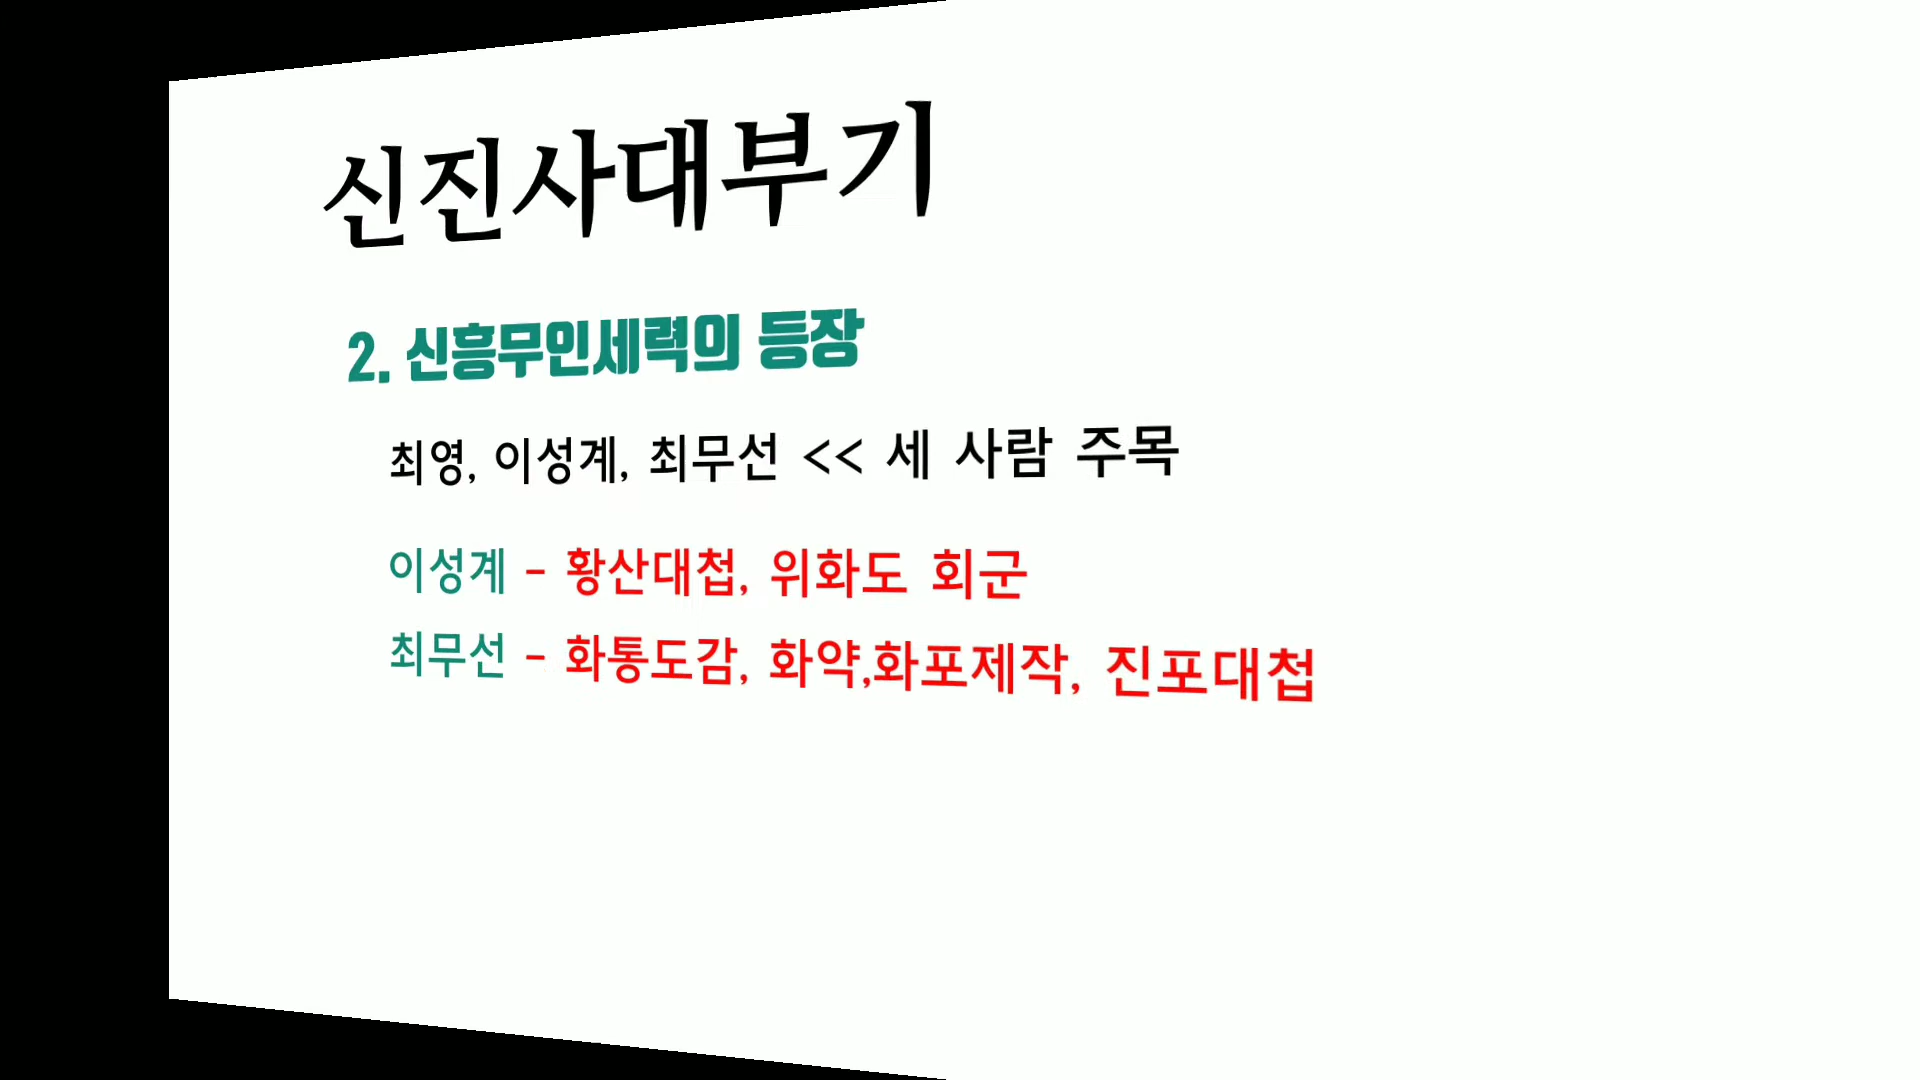 신진사대부기
2. 신흥무인세력의 등장
최영, 이성계, 최무선 << 세 사람 주목
이성계 - 황산대첩, 위화도 회군
최무선 - 화통도감, 화약,화포제작, 진포대첩